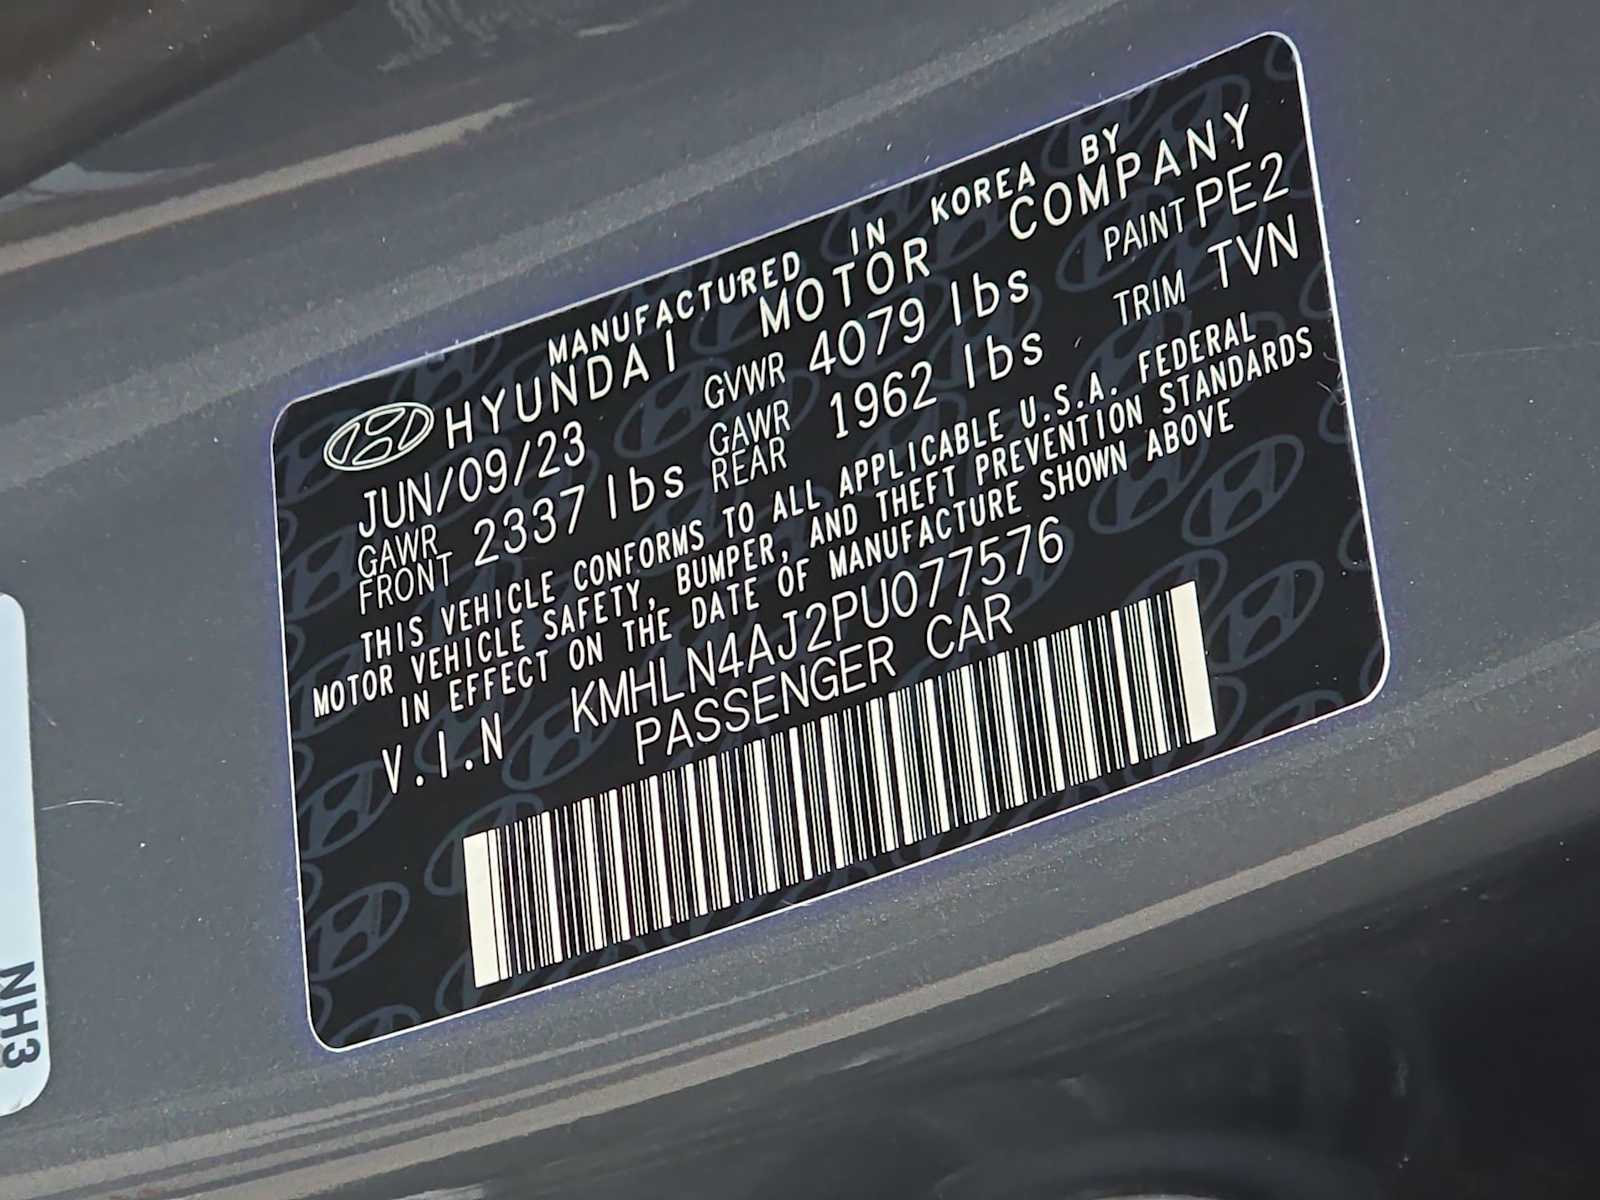 MANUFACTURED IN KOREA BY
HYUNDAI MOTOR COMPANY
JUN/09/23 GVWR 4079 lbs PAINT PE2
GAWR FRONT 2337 lbs GAWR REAR 1962 lbs TRIM TVN
THIS VEHICLE CONFORMS TO ALL APPLICABLE U.S.A. FEDERAL
MOTOR VEHICLE SAFETY, BUMPER, AND THEFT PREVENTION STANDARDS
IN EFFECT ON THE DATE OF MANUFACTURE SHOWN ABOVE
V.I.N KMHLN4AJ2PU077576
PASSENGER CAR
NH3